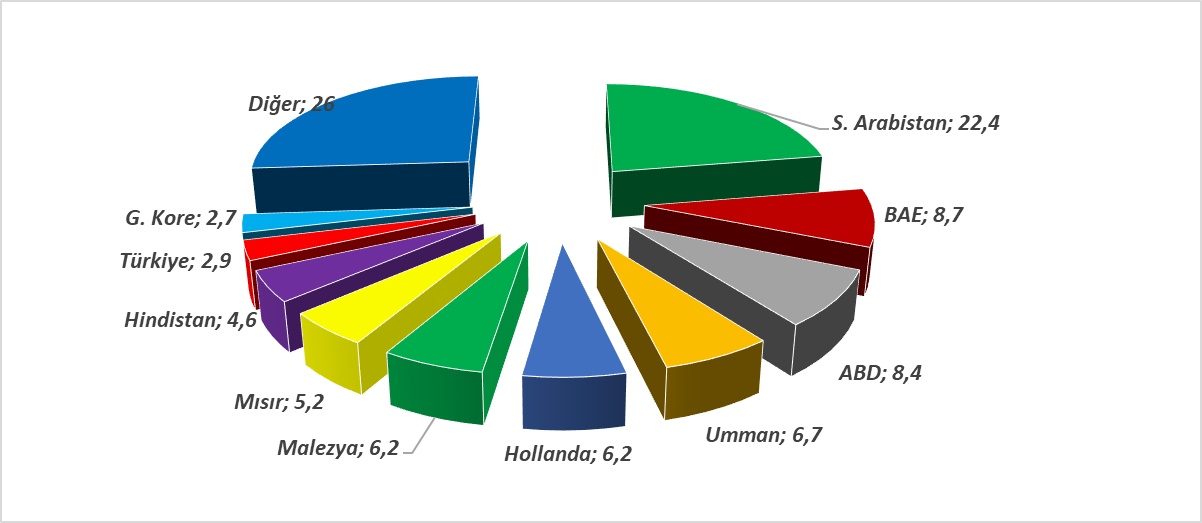 Diğer; 26
S. Arabistan; 22,4
BAE; 8,7
ABD; 8,4
Umman; 6,7
Hollanda; 6,2
Malezya; 6,2
Mısır; 5,2
Hindistan; 4,6
Türkiye; 2,9
G. Kore; 2,7